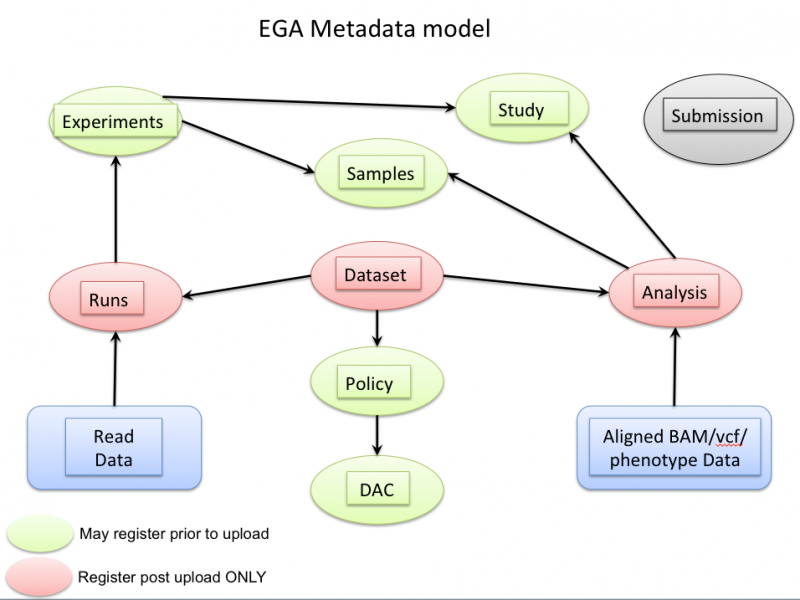 EGA Metadata model
Experiments
Study
Submission
Samples
Runs
Dataset
Analysis
Policy
Read
Data
Aligned BAM/vcf/
phenotype Data
DAC
May register prior to upload
Register post upload ONLY